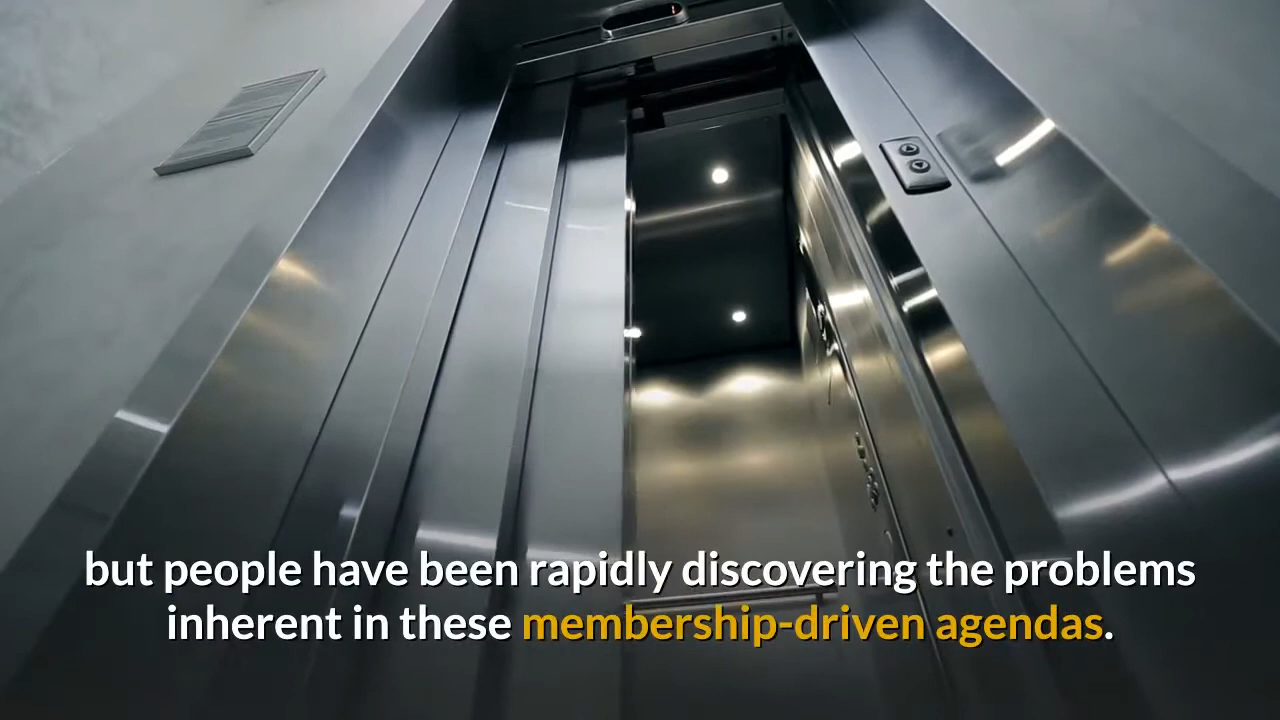 but people have been rapidly discovering the problems
inherent in these membership-driven agendas.